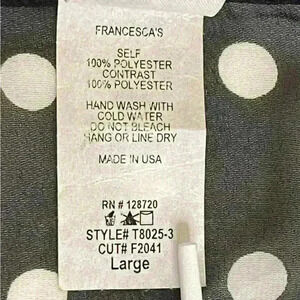 FRANCESCA'S
SELF
100% POLYESTER
CONTRAST
100% POLYESTER
HAND WASH WITH
COLD WATER
DO NOT BLEACH
HANG OR LINE DRY
MADE IN USA
RN # 128720
STYLE# T8025-3
CUT# F2041
Large